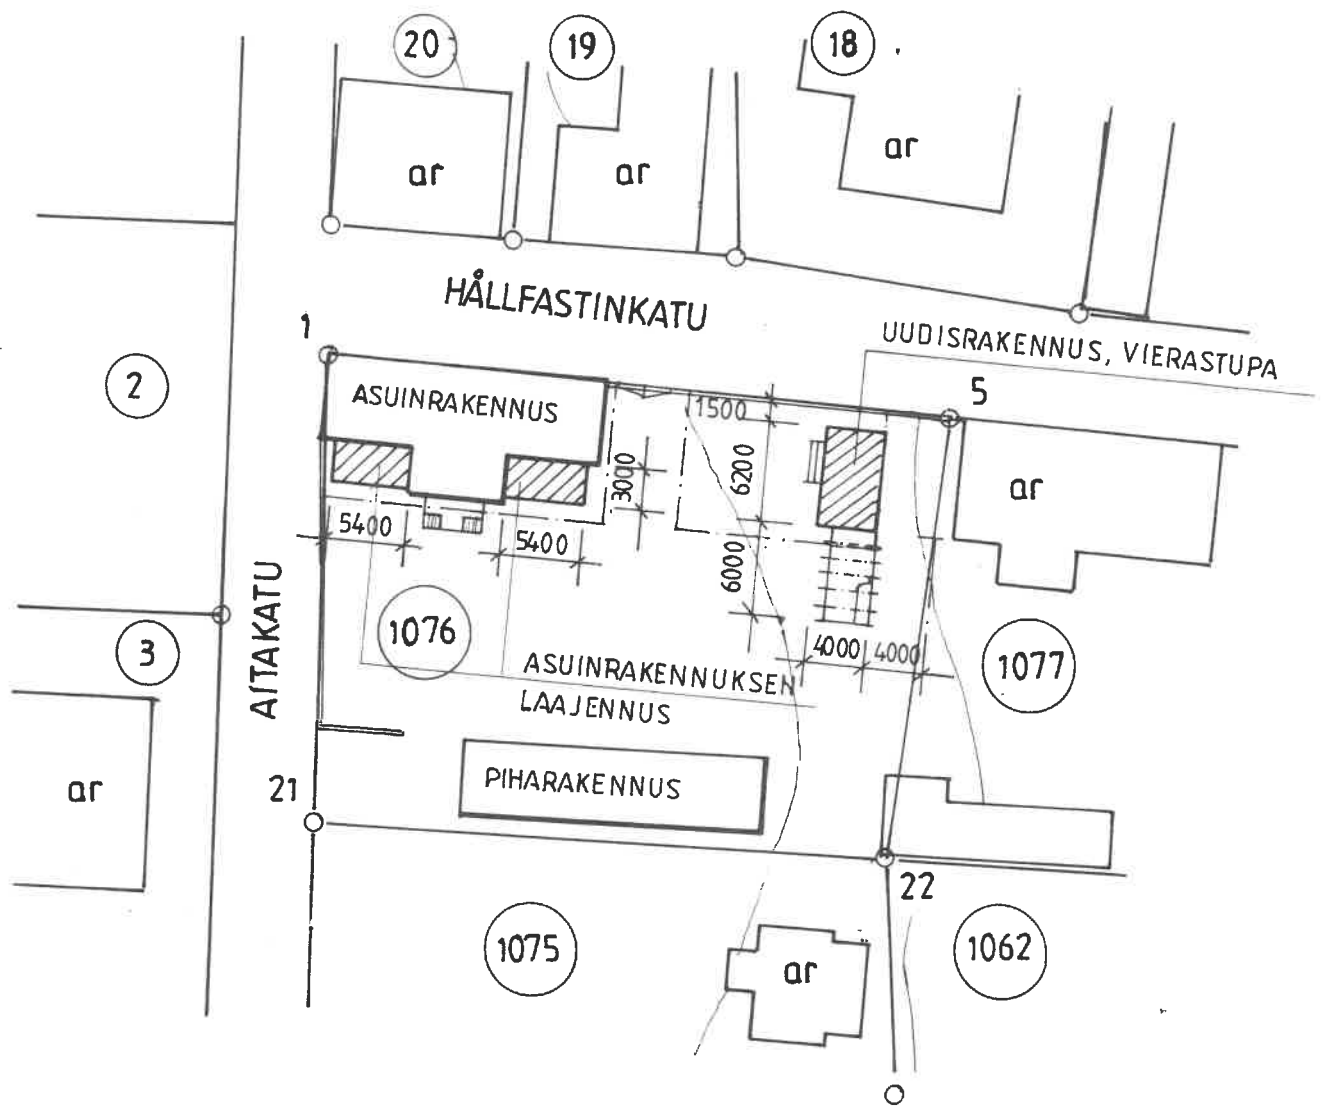 20
19
18
ar
ar
ar
HÅLLFASTINKATU
1
UUDISRAKENNUS, VIERASTUPA
2
5
ASUINRAKENNUS
1500
6200
3000
ar
5400
5400
6000
AITAKATU
1076
3
4000
4000
1077
ASUINRAKENNUKSEN
LAAJENNUS
ar
21
PIHARAKENNUS
22
1075
ar
1062